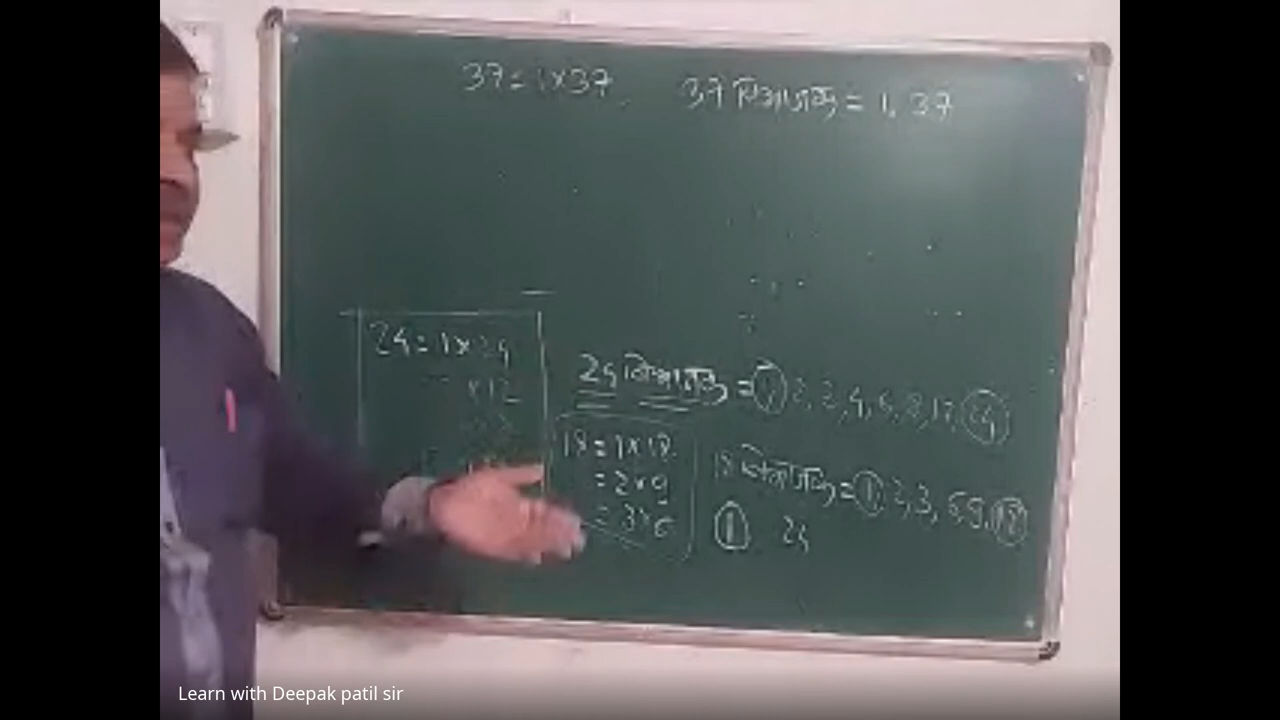 37 = 1 × 37
37 विभाजक = 1, 37
24 = 1 × 24
× 12
24 विभाजक = 1, 2, 3, 4, 6, 8, 12, 24
18 = 1 × 18
= 2 × 9
= 3 × 6
18 विभाजक = 1, 2, 3, 6, 9, 18
1 24
Learn with Deepak patil sir